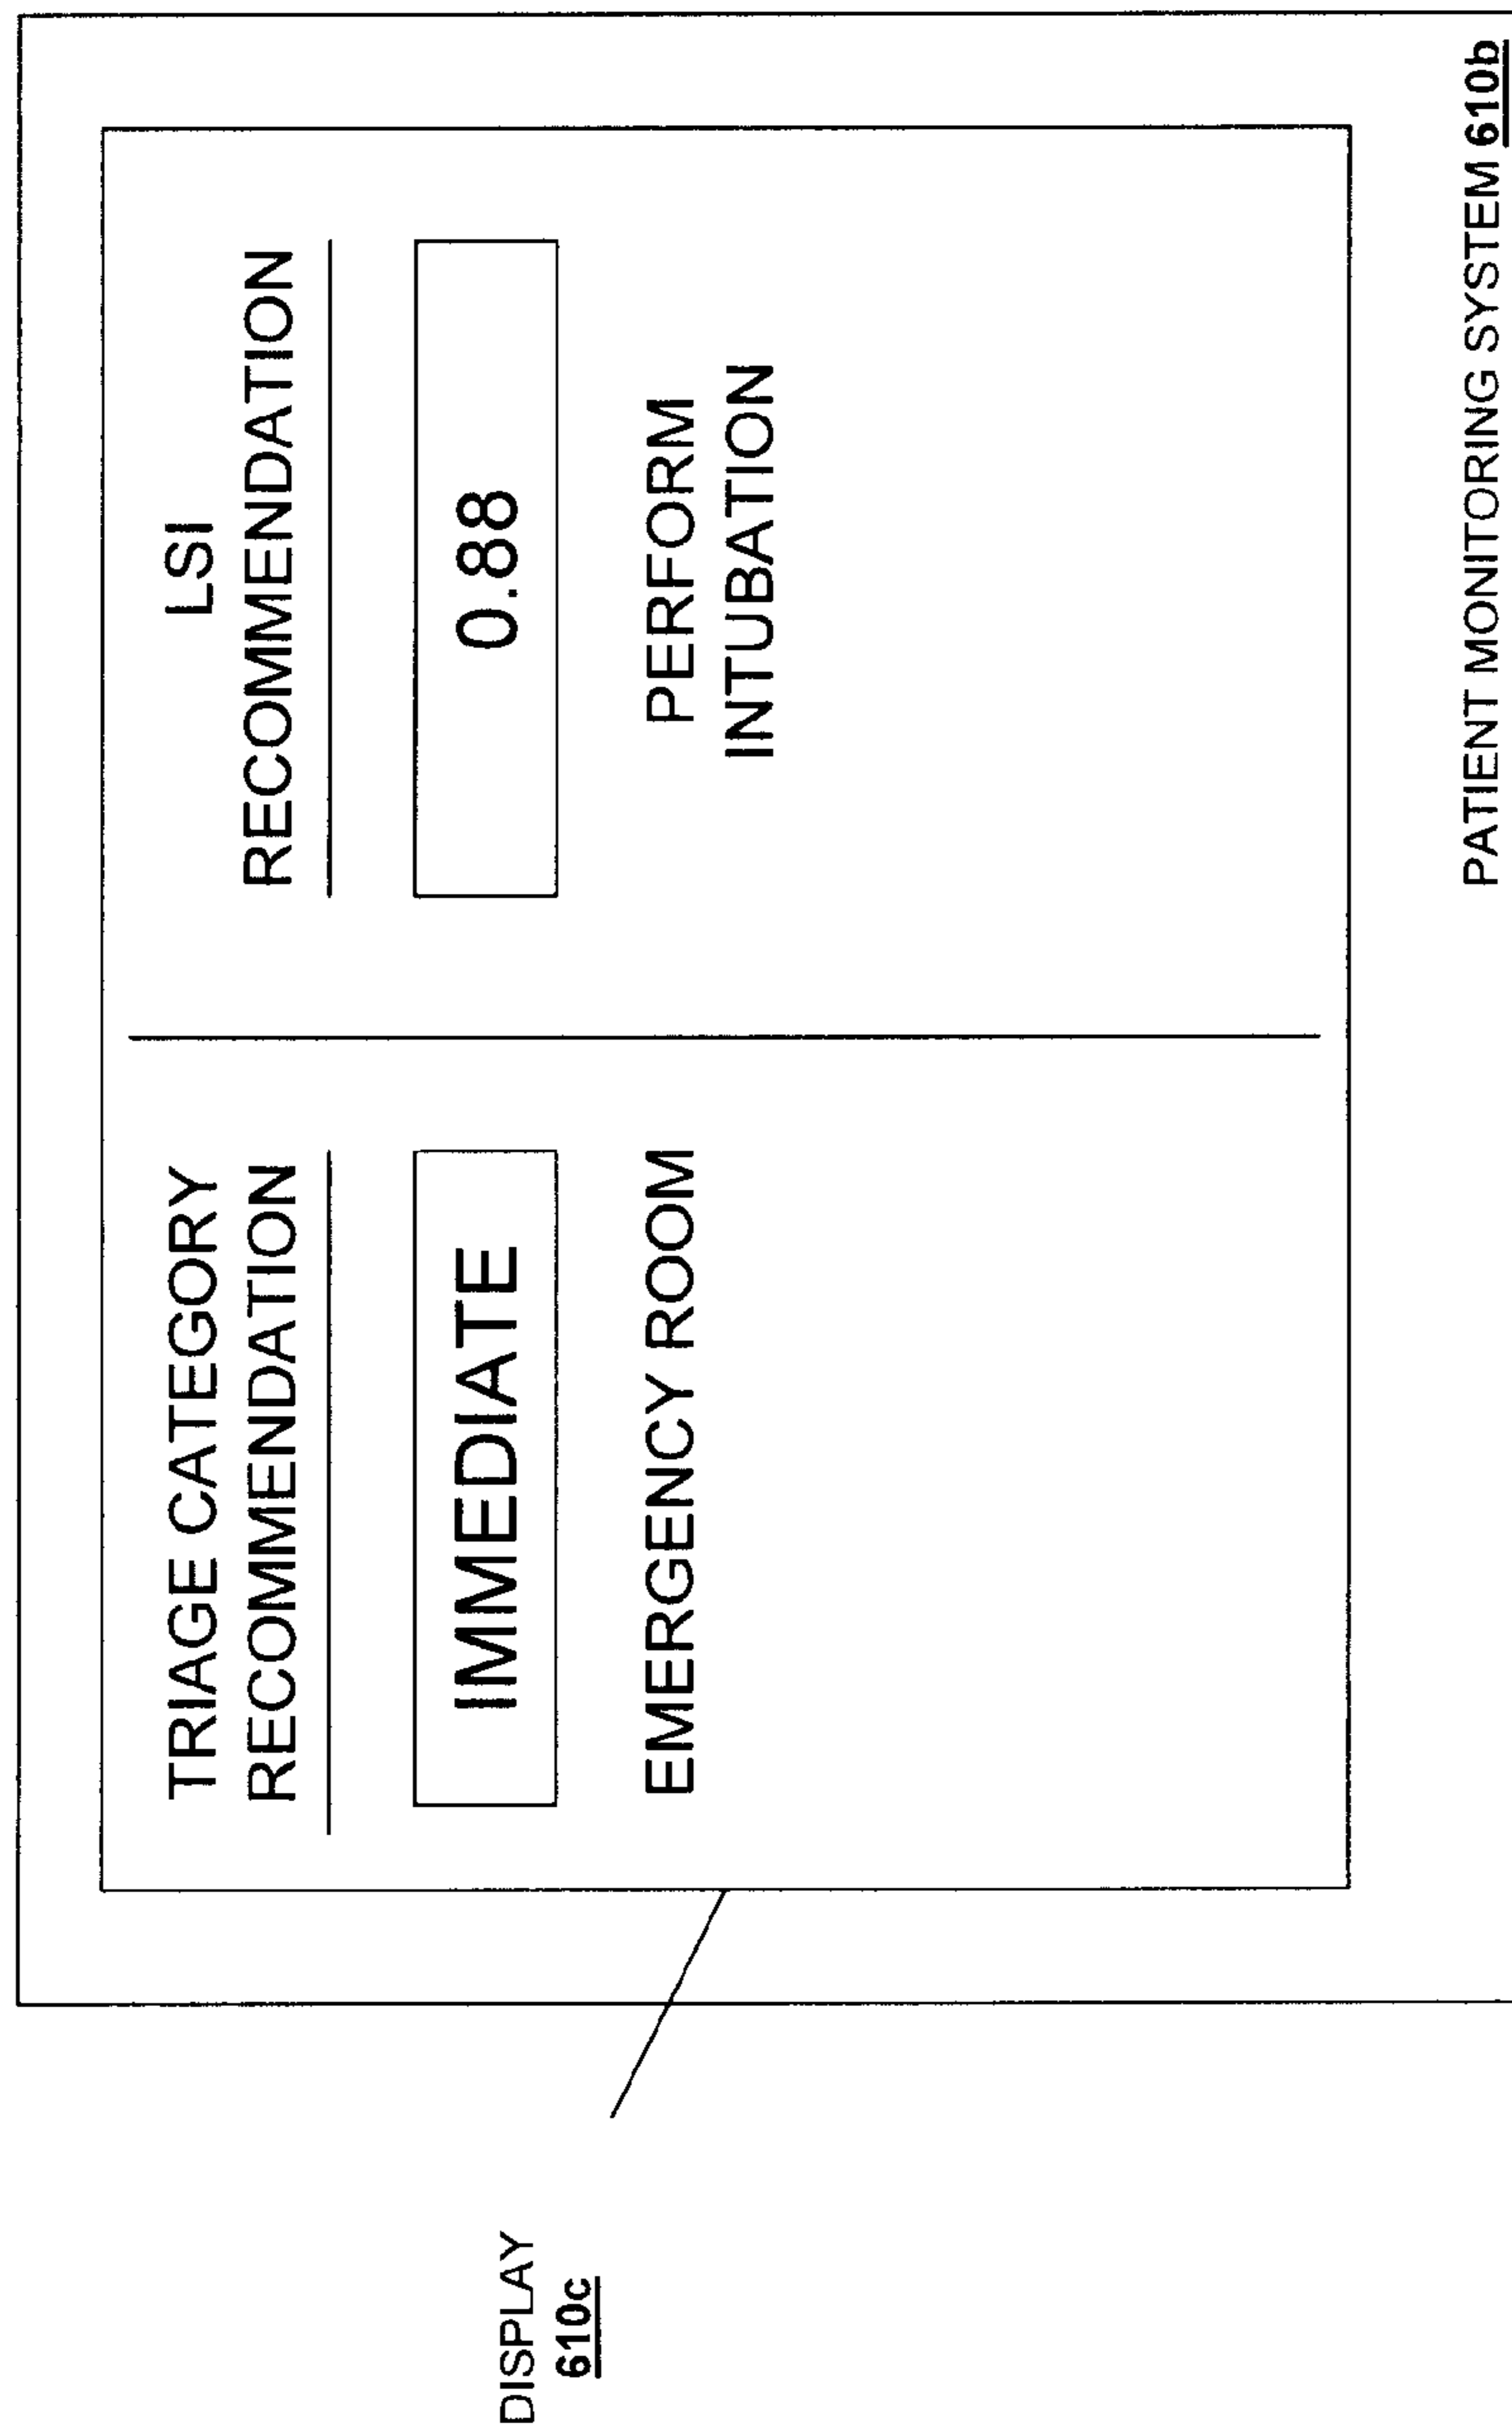 TRIAGE CATEGORY
RECOMMENDATION
IMMEDIATE
EMERGENCY ROOM
LSI
RECOMMENDATION
0.88
PERFORM
INTUBATION
DISPLAY
610c
PATIENT MONITORING SYSTEM 610b